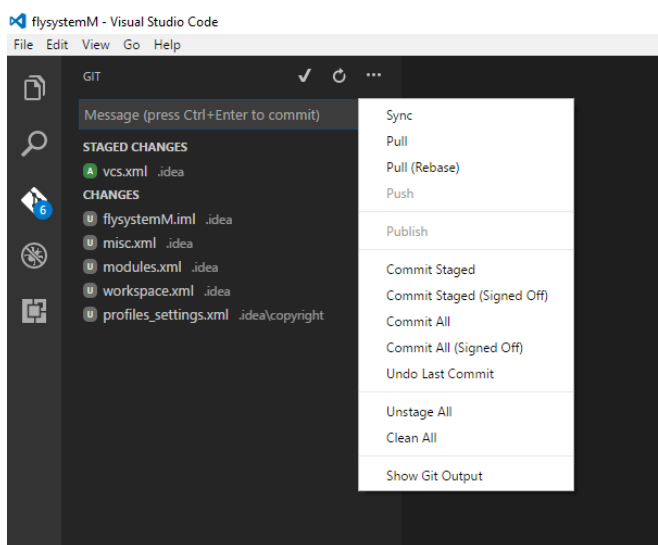 flysystemM - Visual Studio Code
File Edit View Go Help
GIT
Message (press Ctrl+Enter to commit)
STAGED CHANGES
A vcs.xml .idea
CHANGES
U flysystemM.iml .idea
U misc.xml .idea
U modules.xml .idea
U workspace.xml .idea
U profiles_settings.xml .idea\copyright
6
Sync
Pull
Pull (Rebase)
Push
Publish
Commit Staged
Commit Staged (Signed Off)
Commit All
Commit All (Signed Off)
Undo Last Commit
Unstage All
Clean All
Show Git Output